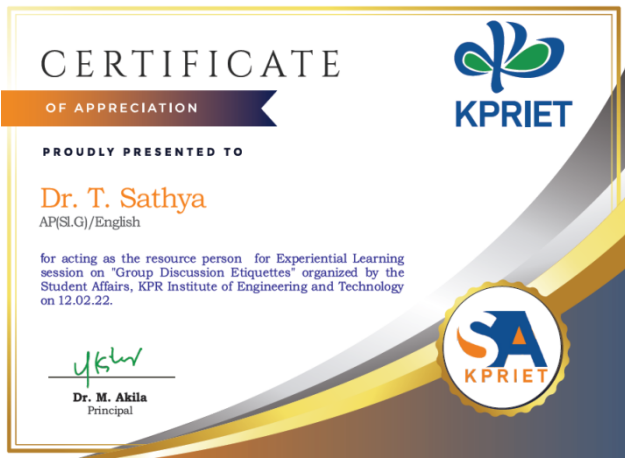 CERTIFICATE
OF APPRECIATION
KPRIET
PROUDLY PRESENTED TO
Dr. T. Sathya
AP(Sl.G)/English
for acting as the resource person for Experiential Learning
session on "Group Discussion Etiquettes" organized by the
Student Affairs, KPR Institute of Engineering and Technology
on 12.02.22.
SA
KPRIET
Dr. M. Akila
Principal